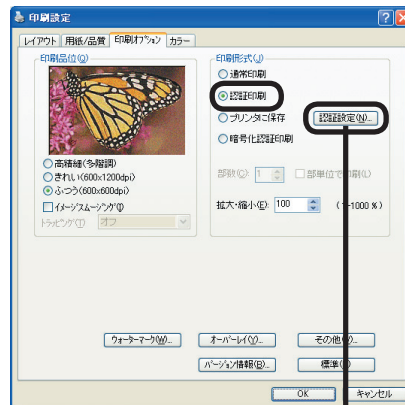 印刷設定
レイアウト 用紙/品質 印刷オプション カラー
印刷品位(Q)
高精細(多階調)
きれい(600x1200dpi)
ふつう(600x600dpi)
イメージスムージング(I)
トラッピング(T) オフ
印刷形式(J)
通常印刷
認証印刷
プリンタに保存 認証設定(N)...
暗号化認証印刷
部数(C): 1 部単位で印刷(L)
拡大・縮小(E): 100 (1-1000 %)
ウォーターマーク(W)... オーバーレイ(Y)... その他
バージョン情報(B)... 標準
OK キャンセル